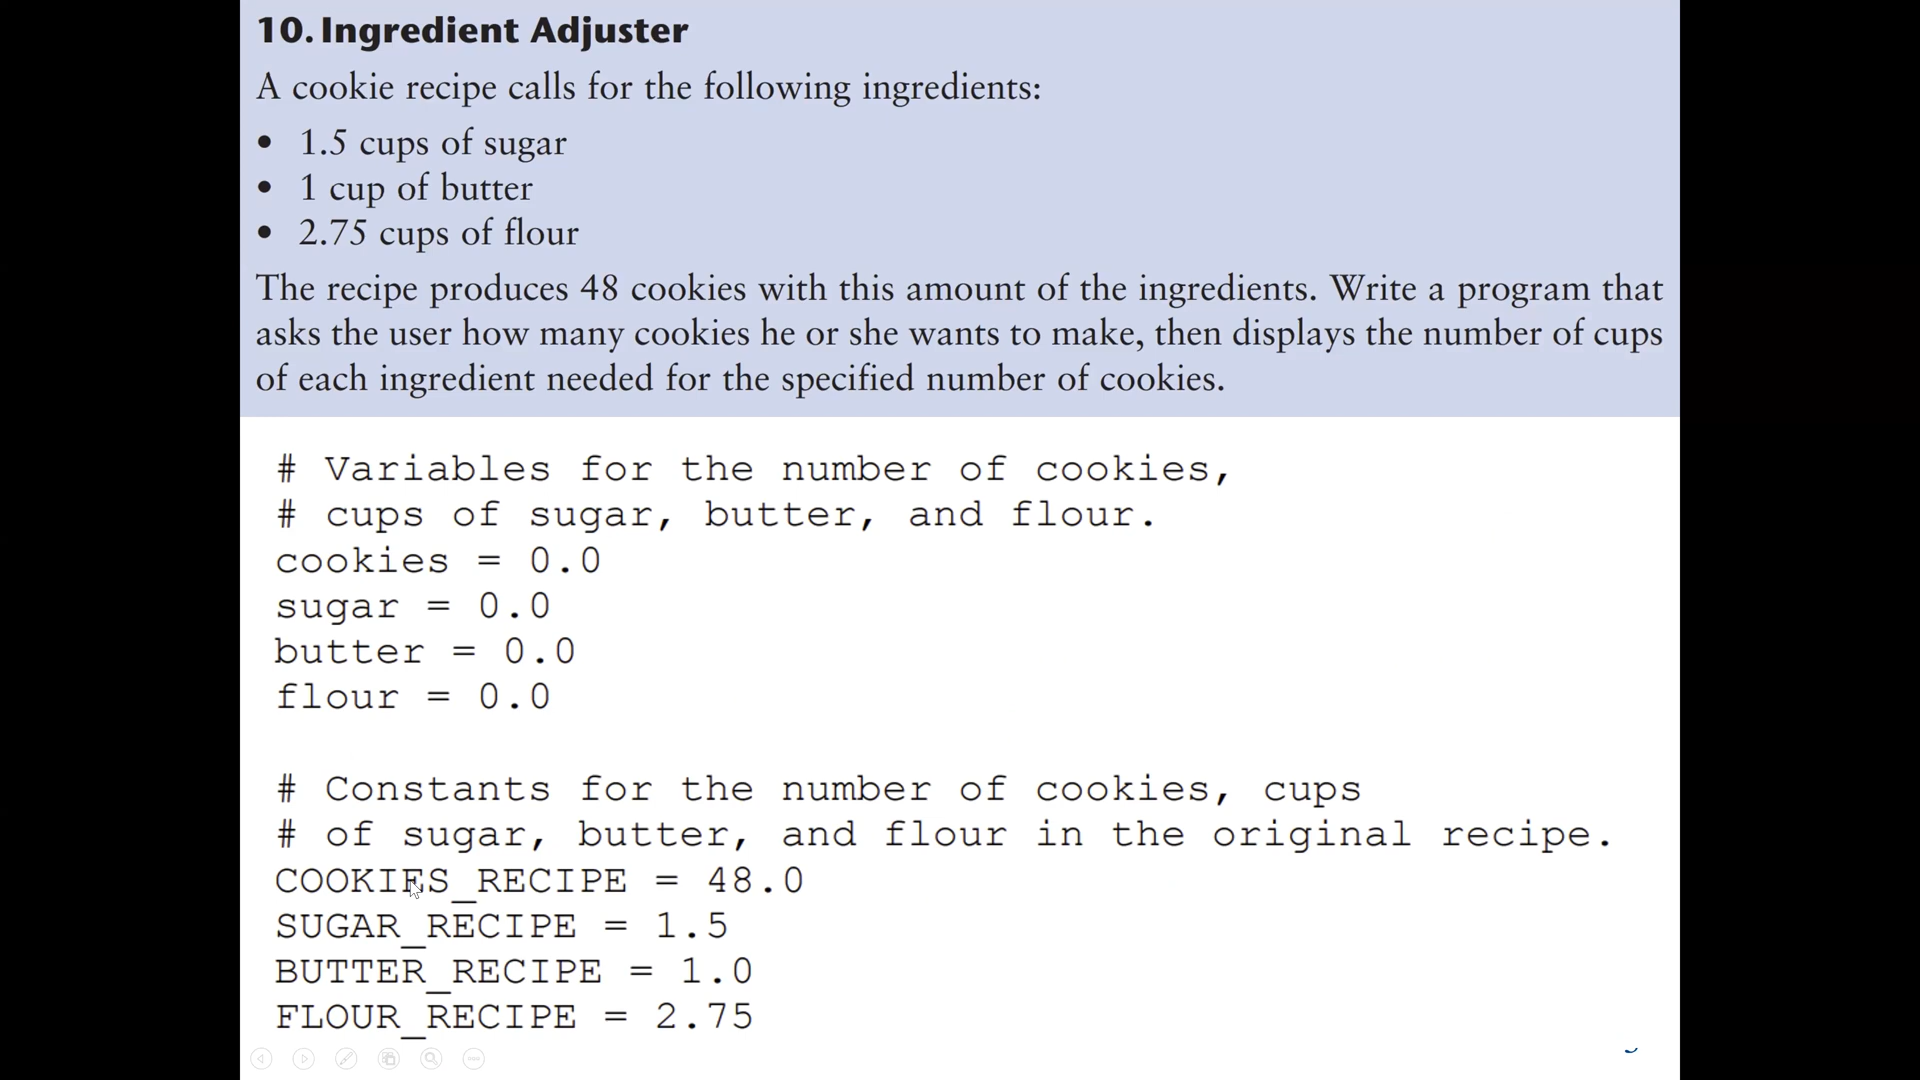 10. Ingredient Adjuster
A cookie recipe calls for the following ingredients:
• 1.5 cups of sugar
• 1 cup of butter
• 2.75 cups of flour
The recipe produces 48 cookies with this amount of the ingredients. Write a program that
asks the user how many cookies he or she wants to make, then displays the number of cups
of each ingredient needed for the specified number of cookies.
# Variables for the number of cookies,
# cups of sugar, butter, and flour.
cookies = 0.0
sugar = 0.0
butter = 0.0
flour = 0.0
# Constants for the number of cookies, cups
# of sugar, butter, and flour in the original recipe.
COOKIES_RECIPE = 48.0
SUGAR_RECIPE = 1.5
BUTTER_RECIPE = 1.0
FLOUR_RECIPE = 2.75